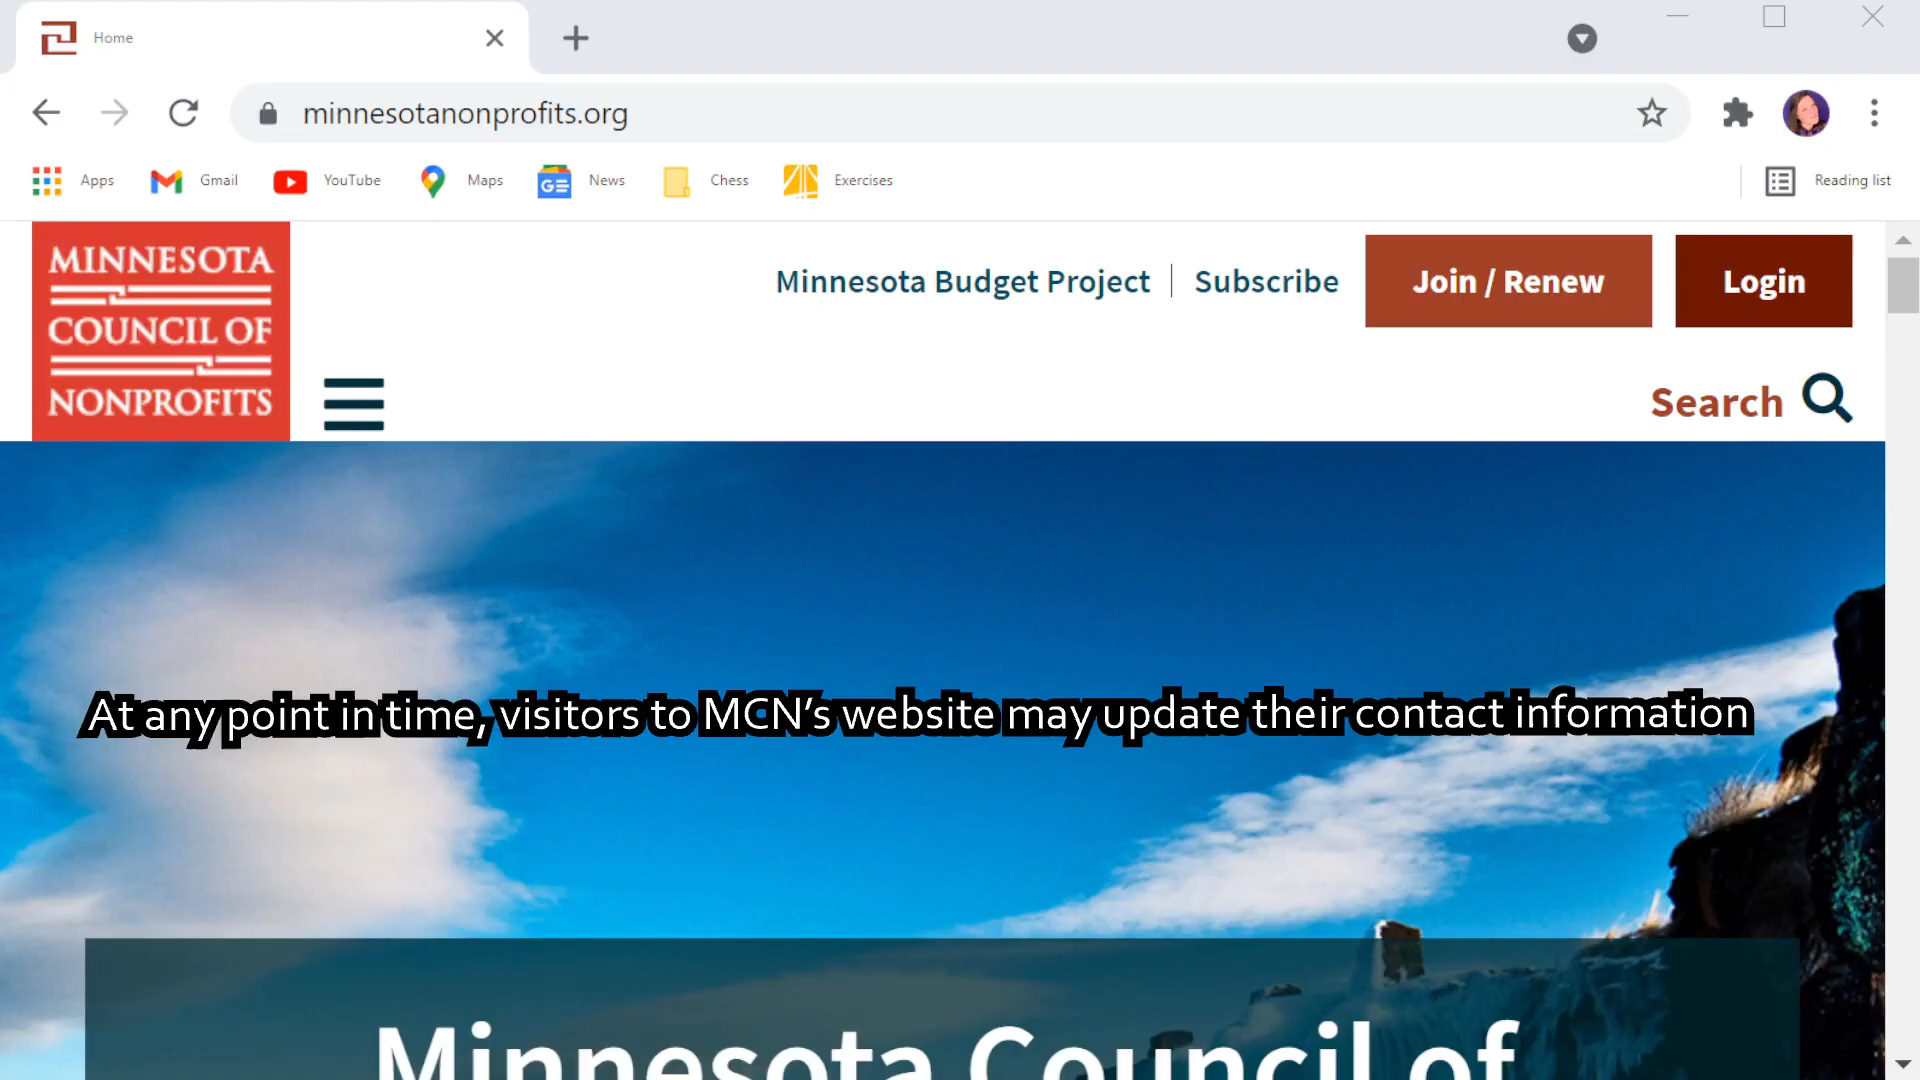 Home
minnesotanonprofits.org
Apps Gmail YouTube Maps News Chess Exercises Reading list
MINNESOTA
COUNCIL OF
NONPROFITS
Minnesota Budget Project Subscribe Join / Renew Login
Search
At any point in time, visitors to MCN's website may update their contact information
Minnesota Council of